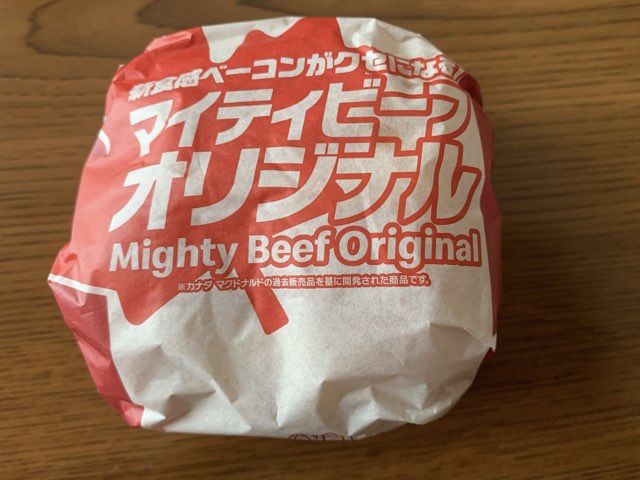 新食感ベーコンがクセになる!
マイティビーフ
オリジナル
Mighty Beef Original
※カナダ マクドナルドの過去販売品を基に開発された商品です。